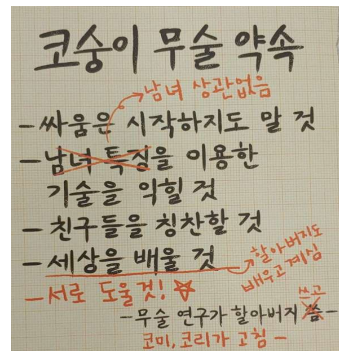 코숭이 무술 약속
남녀 상관없음
-싸움은 시작하지도 말 것
-남녀 특징을 이용한
기술을 익힐 것
-친구들을 칭찬할 것
-세상을 배울 것
할아버지도
배우고 계심
-서로 도울것!
쓰고
-무술 연구가 할아버지 씀-
코미, 코리가 고침-